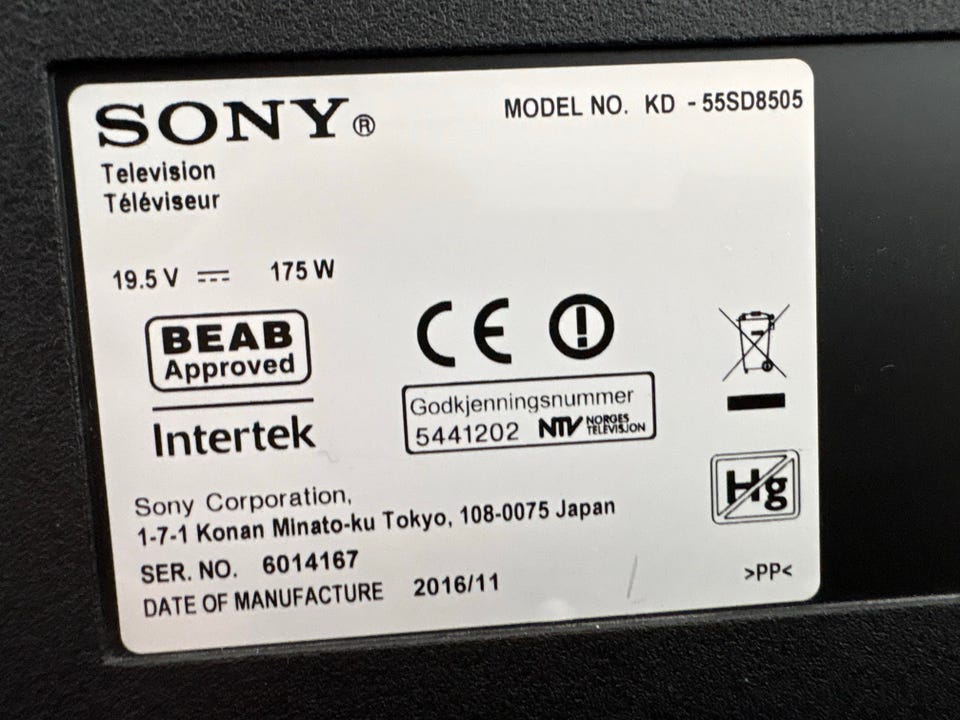 SONY®
MODEL NO. KD - 55SD8505
Television
Téléviseur
19.5 V ⎓ 175 W
BEAB
Approved
Intertek
CE
Godkjenningsnummer
5441202 NTV NORGES
TELEVISJON
Hg
Sony Corporation,
1-7-1 Konan Minato-ku Tokyo, 108-0075 Japan
SER. NO. 6014167
DATE OF MANUFACTURE 2016/11
>PP<